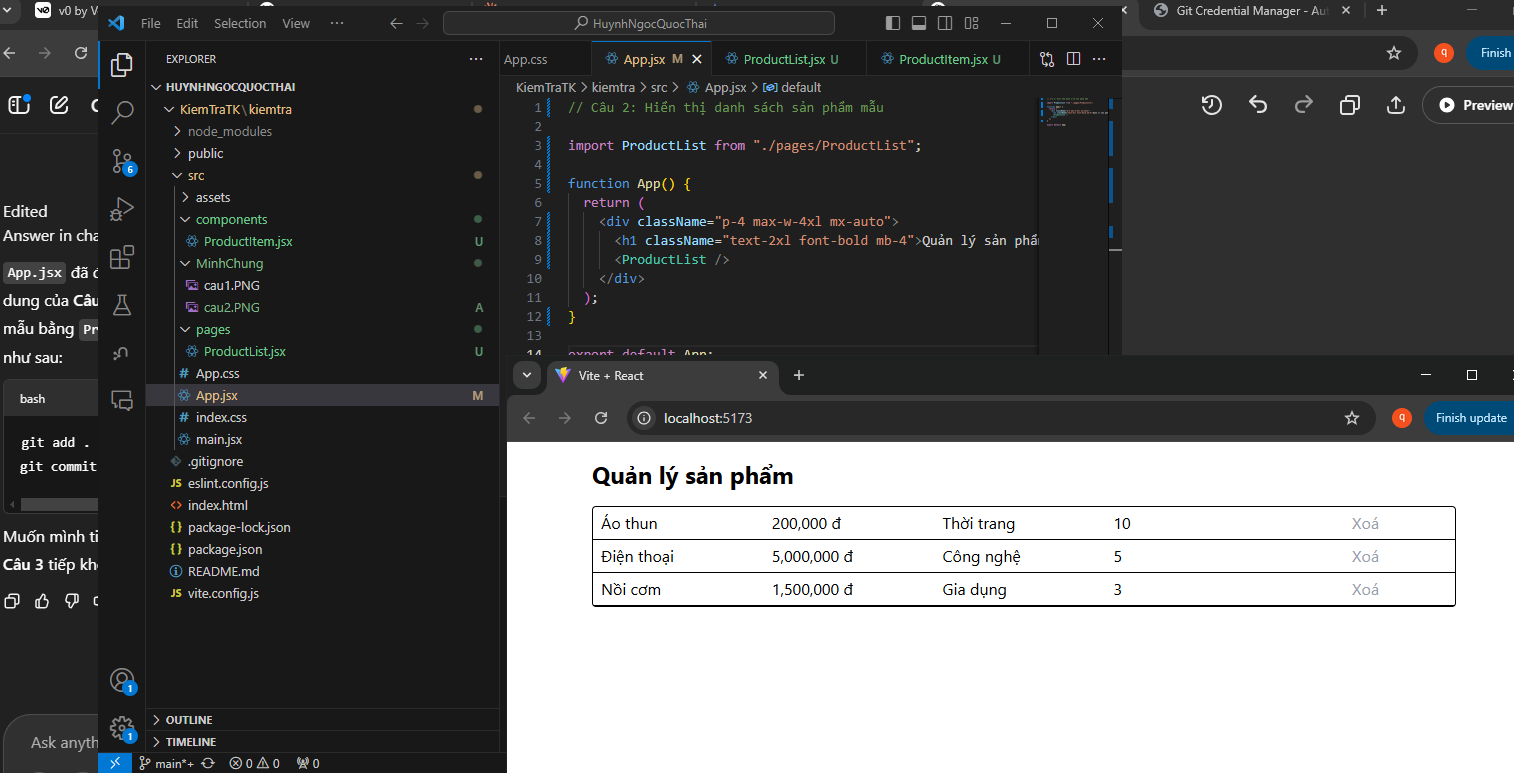 v0 by V
File Edit Selection View ···
HuynhNgocQuocThai
Git Credential Manager - Aut
q
Finish
Preview
EXPLORER
HUYNHNGOCQUOCTHAI
KiemTraTK\kiemtra
node_modules
public
src
assets
components
ProductItem.jsx U
MinhChung
cau1.PNG
cau2.PNG A
pages
ProductList.jsx U
App.css
App.jsx M
index.css
main.jsx
.gitignore
JS eslint.config.js
index.html
package-lock.json
package.json
README.md
JS vite.config.js
OUTLINE
TIMELINE
6
1
1
main*+ 0 0 0
App.css App.jsx M ProductList.jsx U ProductItem.jsx U
KiemTraTK > kiemtra > src > App.jsx > default
1 // Câu 2: Hiển thị danh sách sản phẩm mẫu
2
3 import ProductList from "./pages/ProductList";
4
5 function App() {
6 return (
7 <div className="p-4 max-w-4xl mx-auto">
8 <h1 className="text-2xl font-bold mb-4">Quản lý sản phẩm
9 <ProductList />
10 </div>
11 );
12 }
13
14 export default App;
Edited
Answer in cha
App.jsx đã
dung của Câu
mẫu bằng Pr
như sau:
bash
git add .
git commit
Muốn mình ti
Câu 3 tiếp kh
Ask anyth
Vite + React
localhost:5173
q
Finish update
Quản lý sản phẩm
Áo thun 200,000 đ Thời trang 10 Xoá
Điện thoại 5,000,000 đ Công nghệ 5 Xoá
Nồi cơm 1,500,000 đ Gia dụng 3 Xoá